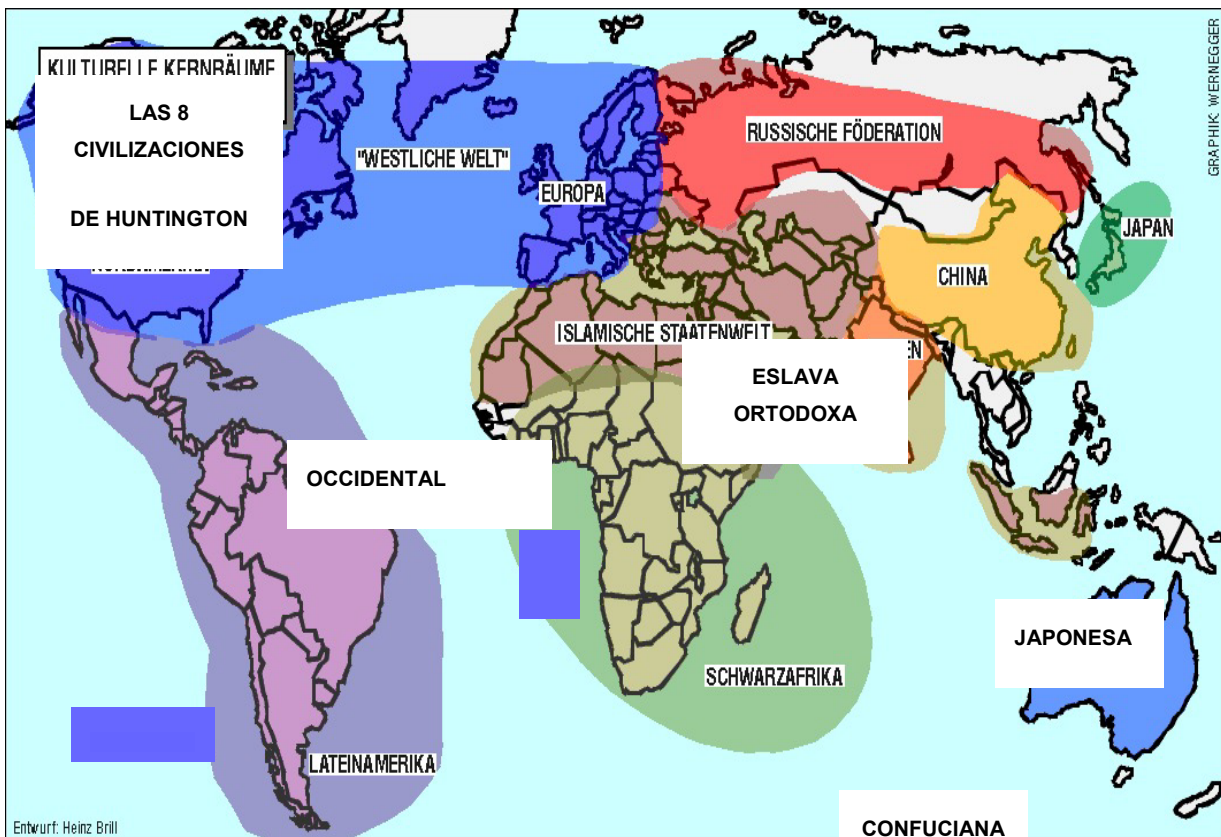 KULTURELLE KERNRÄUME
LAS 8
CIVILIZACIONES
DE HUNTINGTON
"WESTLICHE WELT"
EUROPA
RUSSISCHE FÖDERATION
GRAPHIK: WERNEGGER
JAPAN
CHINA
ISLAMISCHE STAATENWELT
ESLAVA
ORTODOXA
OCCIDENTAL
JAPONESA
SCHWARZAFRIKA
LATEINAMERIKA
Entwurf: Heinz Brill
CONFUCIANA